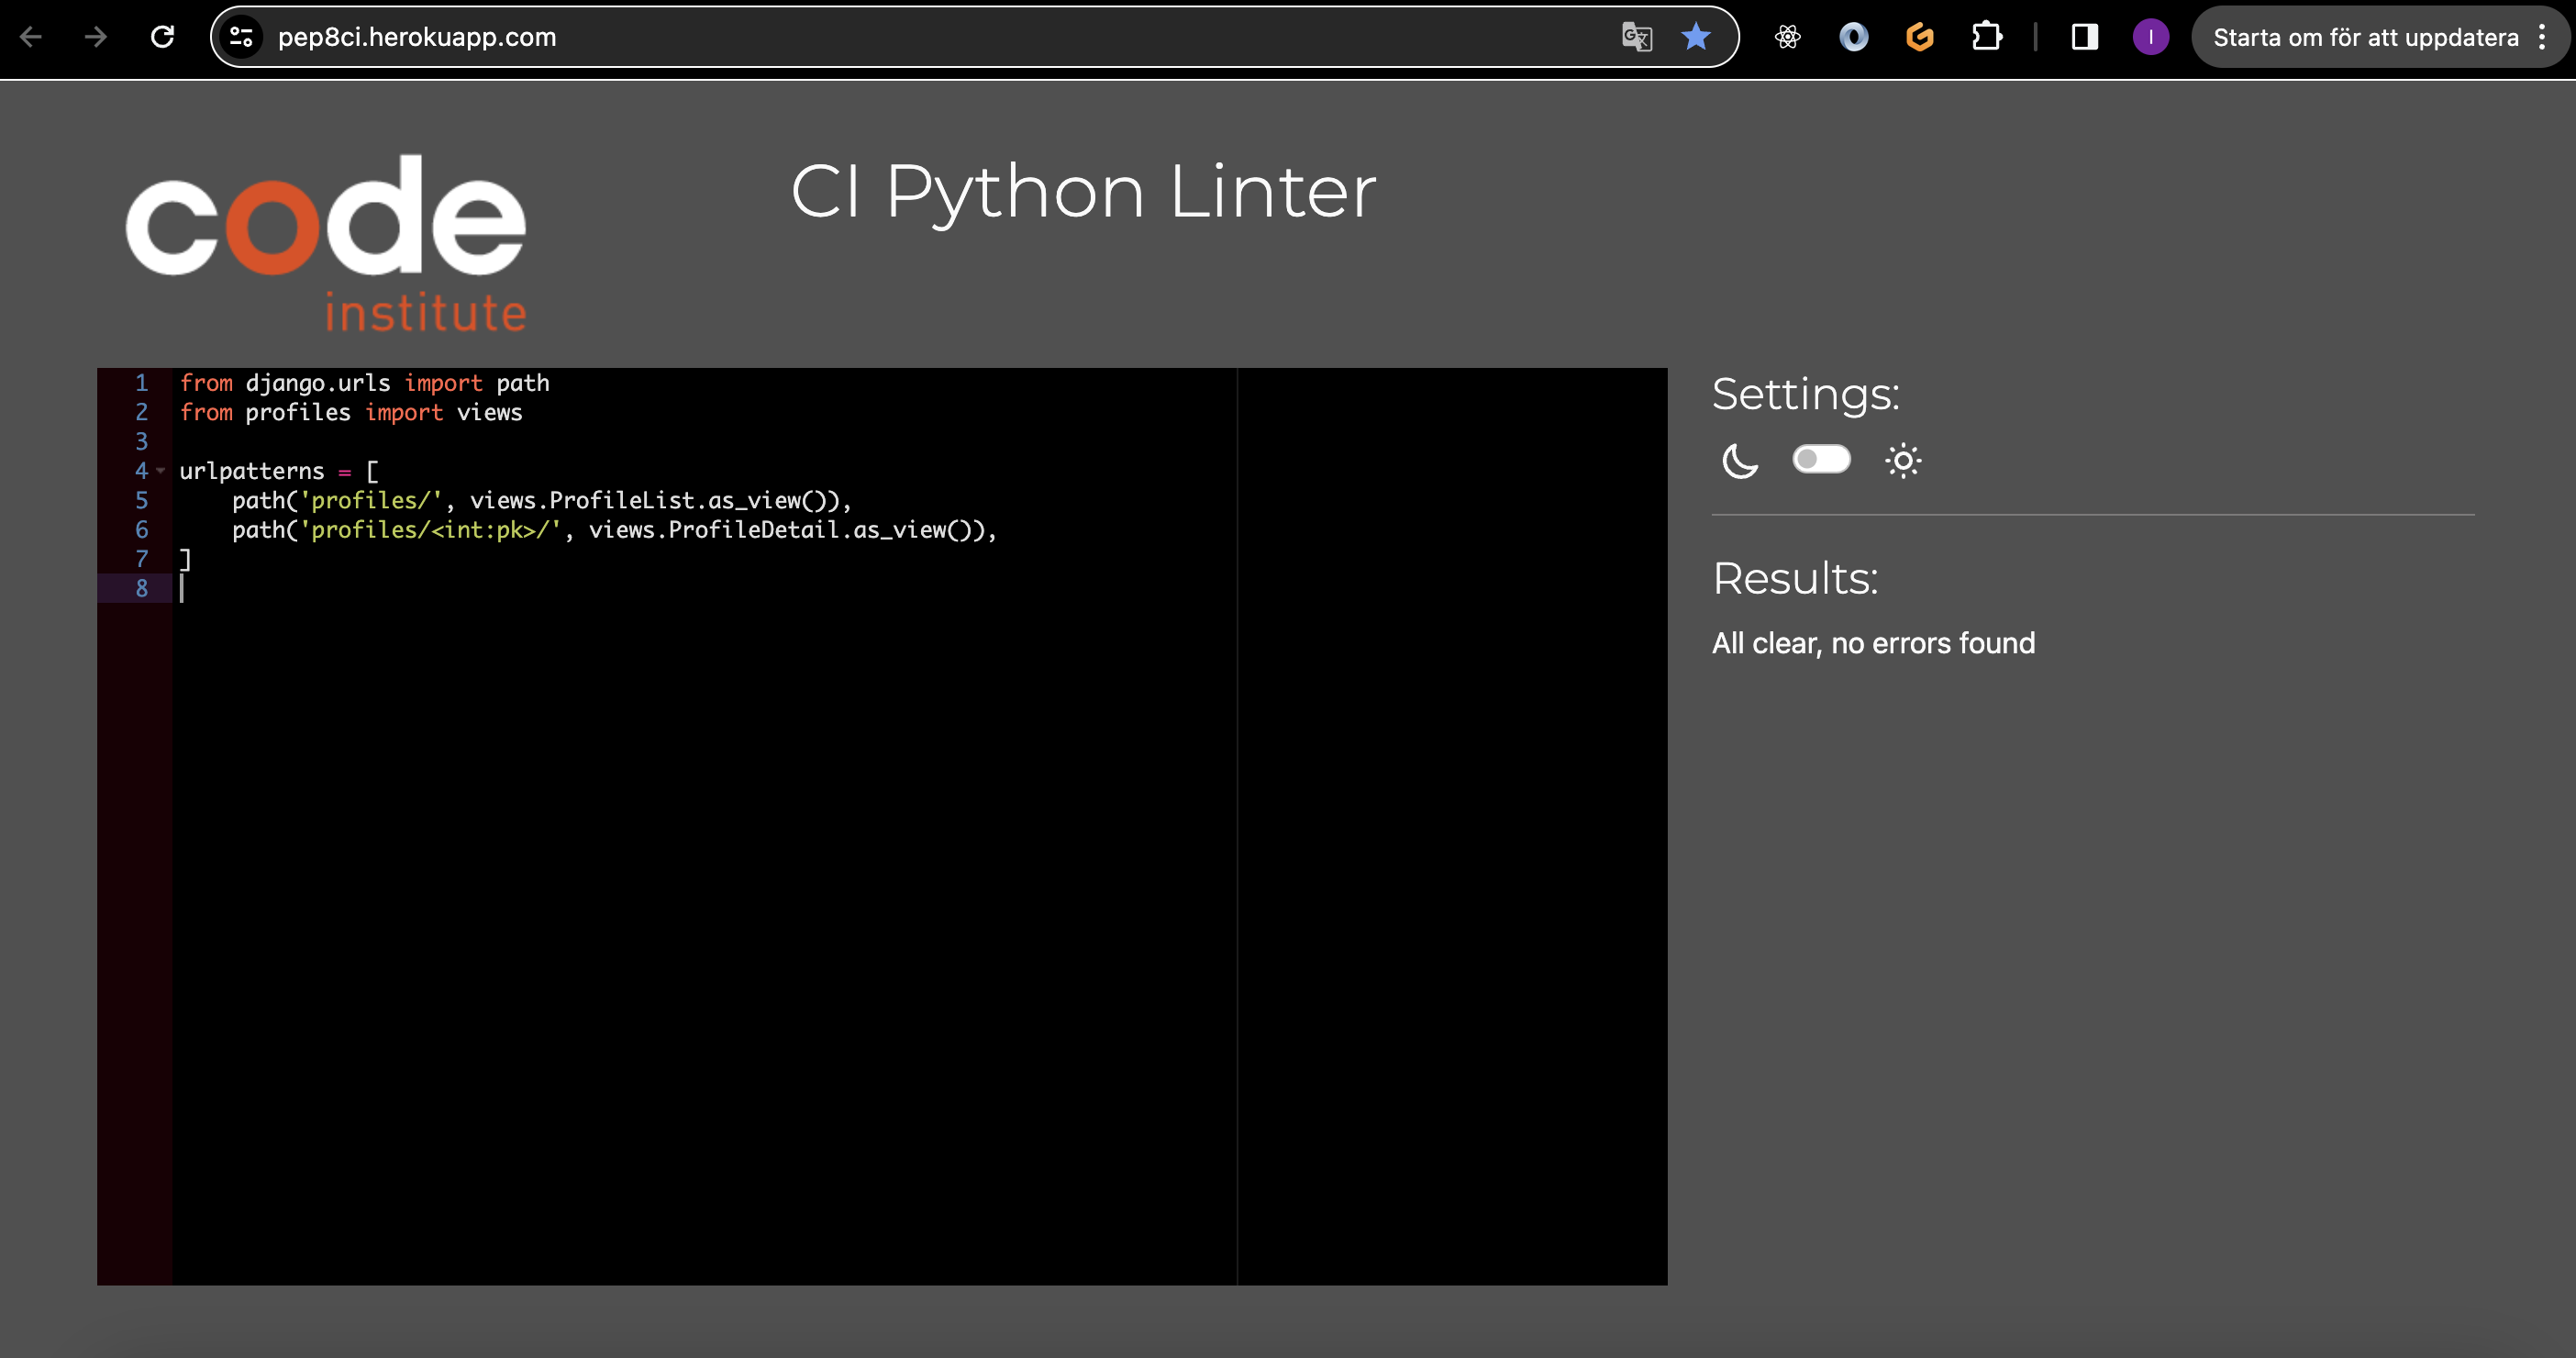 pep8ci.herokuapp.com
I
Starta om för att uppdatera
code
institute
CI Python Linter
1 from django.urls import path
2 from profiles import views
3
4 urlpatterns = [
5     path('profiles/', views.ProfileList.as_view()),
6     path('profiles/<int:pk>/', views.ProfileDetail.as_view()),
7 ]
8
Settings:
Results:
All clear, no errors found